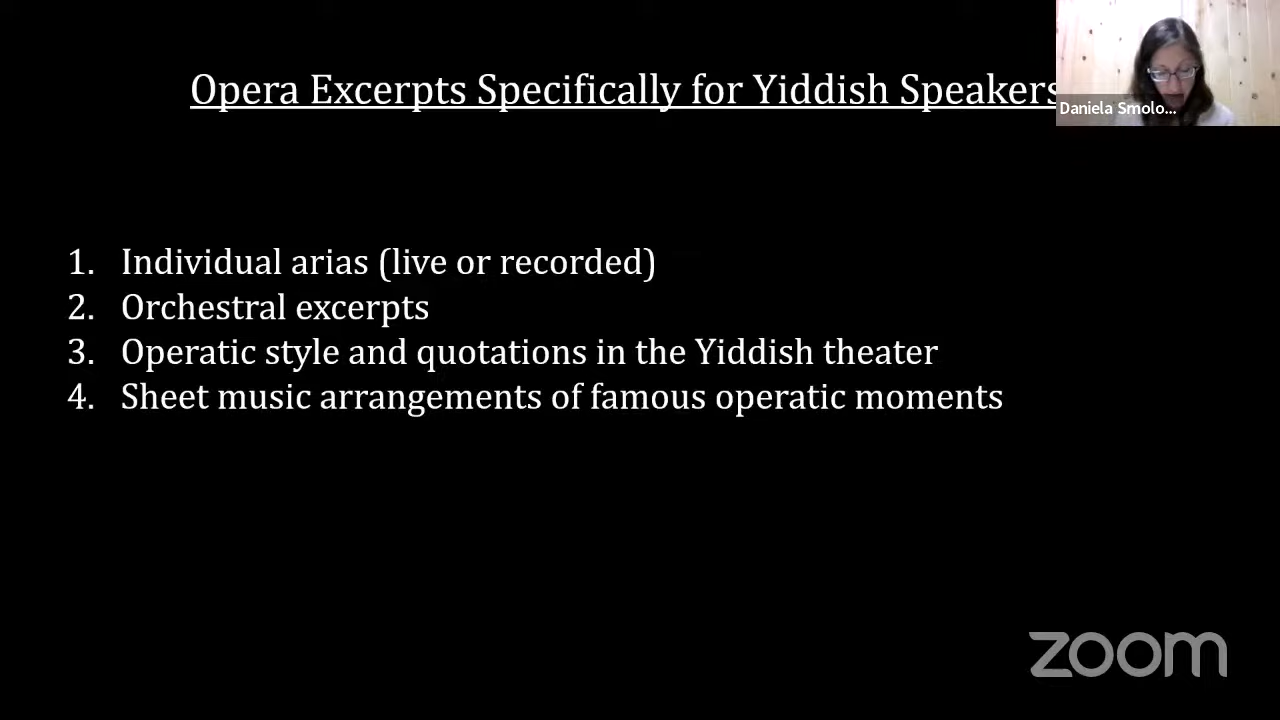 Opera Excerpts Specifically for Yiddish Speakers
Daniela Smolo...
1. Individual arias (live or recorded)
2. Orchestral excerpts
3. Operatic style and quotations in the Yiddish theater
4. Sheet music arrangements of famous operatic moments
zoom